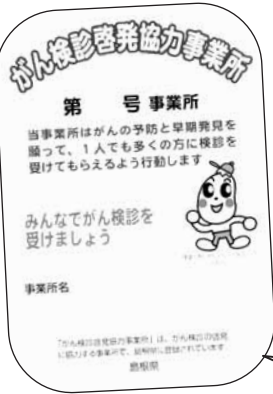 がん検診啓発協力事業所
第　号 事業所
当事業所はがんの予防と早期発見を
願って、1人でも多くの方に検診を
受けてもらえるよう行動します
みんなでがん検診を
受けましょう
事業所名
「がん検診啓発協力事業所」は、がん検診の啓発
に協力する事業所で、島根県に登録されています。
島根県